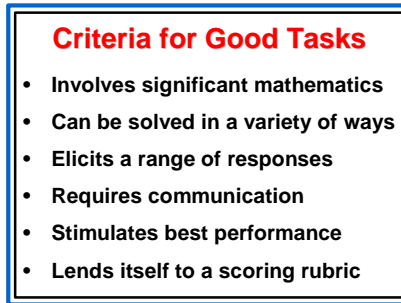 Criteria for Good Tasks
• Involves significant mathematics
• Can be solved in a variety of ways
• Elicits a range of responses
• Requires communication
• Stimulates best performance
• Lends itself to a scoring rubric